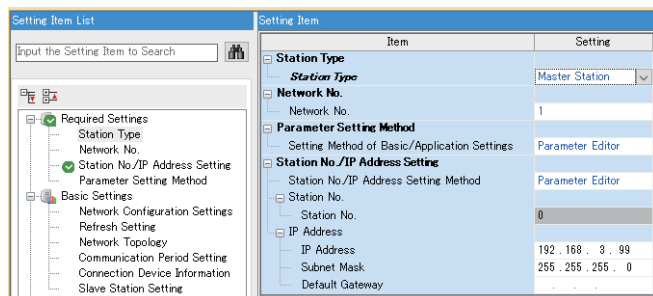 Setting Item List
Input the Setting Item to Search
Required Settings
Station Type
Network No.
Station No./IP Address Setting
Parameter Setting Method
Basic Settings
Network Configuration Settings
Refresh Setting
Network Topology
Communication Period Setting
Connection Device Information
Slave Station Setting
Setting Item
Item Setting
Station Type
Station Type Master Station
Network No.
Network No. 1
Parameter Setting Method
Setting Method of Basic/Application Settings Parameter Editor
Station No./IP Address Setting
Station No./IP Address Setting Method Parameter Editor
Station No.
Station No. 0
IP Address
IP Address 192 . 168 . 3 . 99
Subnet Mask 255 . 255 . 255 . 0
Default Gateway . . .